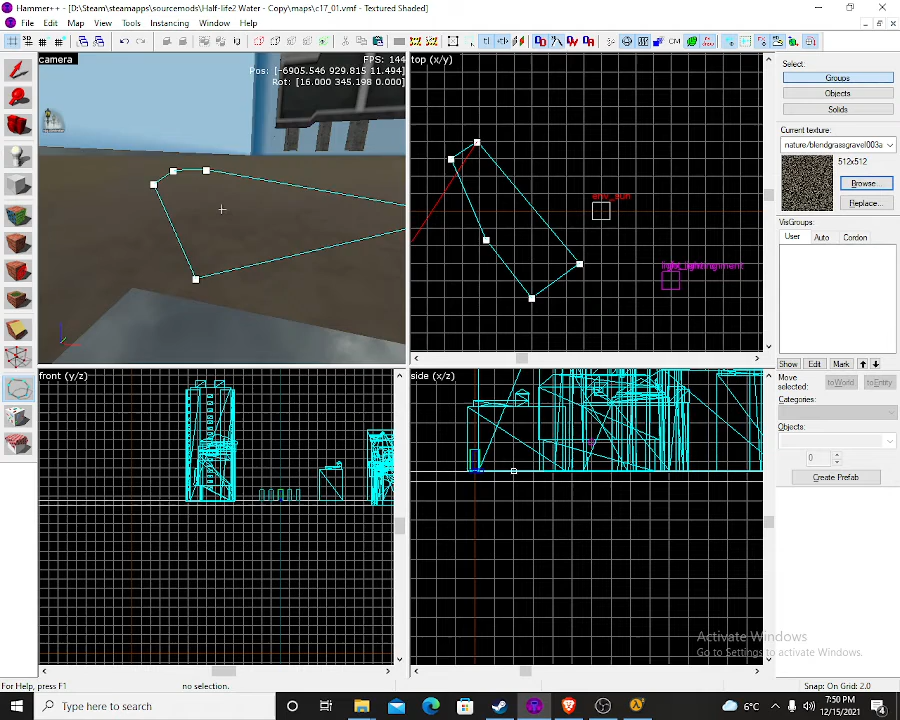 Hammer++ - [D:\Steam\steamapps\sourcemods\Half-life2 Water - Copy\maps\c17_01.vmf - Textured Shaded]
File Edit Map View Tools Instancing Window Help
camera
FPS: 144
Pos: [-6905.546 929.815 11.494]
Rot: [16.000 345.198 0.000]
top (x/y)
env_sun
front (y/z)
side (x/z)
Select:
Groups
Objects
Solids
Current texture:
nature/blendgrassgravel003a
512x512
Browse...
Replace...
VisGroups:
User Auto Cordon
Show Edit Mark
Move selected:
toWorld toEntity
Categories:
Objects:
0
Create Prefab
Activate Windows
Go to Settings to activate Windows.
For Help, press F1
no selection.
Snap: On Grid: 2.0
Type here to search
6°C
7:50 PM
12/15/2021
4